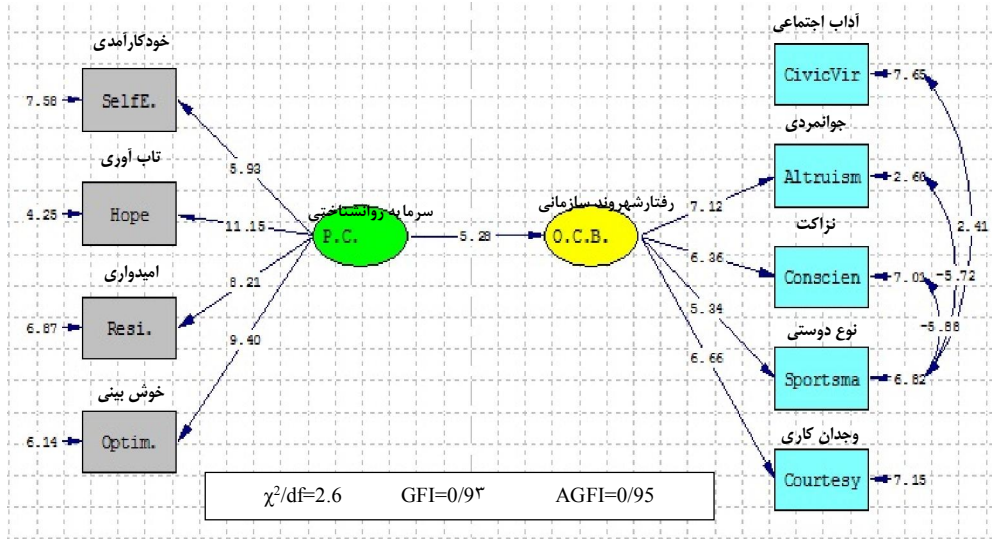 خودکارآمدی
7.58
SelfE.
تاب آوری
4.25
Hope
امیدواری
6.87
Resi.
خوش بینی
6.14
Optim.
5.93
11.15
8.21
9.40
سرمایه روانشناختی
P.C.
5.28
رفتارشهروند سازمانی
O.C.B.
7.12
6.36
5.84
6.66
آداب اجتماعی
CivicVir
7.65
جوانمردی
Altruism
2.60
نزاکت
Conscien
7.01
نوع دوستی
Sportsma
6.82
وجدان کاری
Courtesy
7.15
2.41
-5.72
-5.88
χ²/df=2.6 GFI=0/9۳ AGFI=0/95